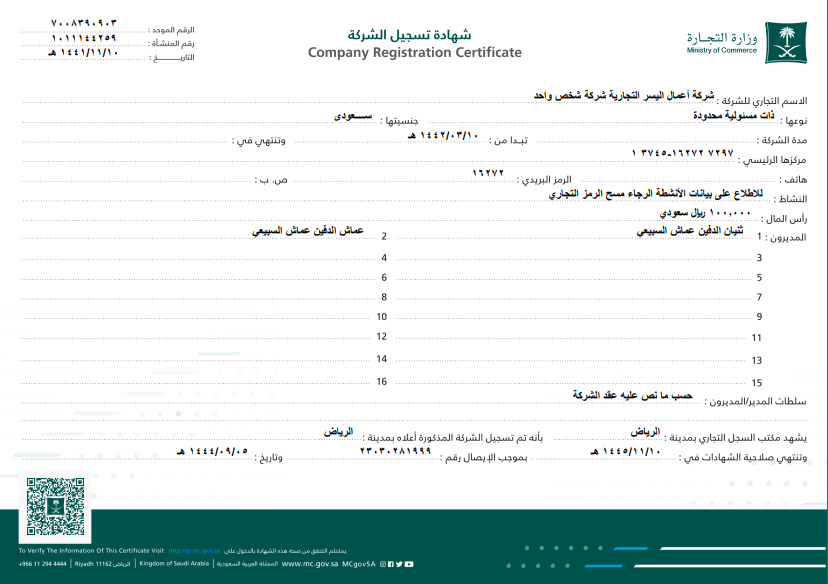 وزارة التجارة
Ministry of Commerce
شهادة تسجيل الشركة
Company Registration Certificate
الرقم الموحد : ٧٠٠٨٣٩٠٩٠٣
رقم المنشأة : ١٠١١١٤٤٢٥٩
التاريـــــخ : ١٤٤١/١١/١٠ هـ
الاسم التجاري للشركة : شركة أعمال اليسر التجارية شركة شخص واحد
نوعها : ذات مسئولية محدودة جنسيتها : ســـعودى
مدة الشركة : تبـدا من : ١٤٤٢/٠٣/١٠ هـ وتنتهي في :
مركزها الرئيسي : ٧٢٩٧ ١٦٢٧٢-٣٧٤٥ ١
هاتف : الرمز البريدي : ١٦٢٧٢ ص. ب :
النشاط : للاطلاع على بيانات الأنشطة الرجاء مسح الرمز التجاري
رأس المال : ١٠٠,٠٠٠ ريال سعودي
المديرون : 1 ثنيان الدفين عماش السبيعي 2 عماش الدفين عماش السبيعي
3 4
5 6
7 8
9 10
11 12
13 14
15 16
سلطات المدير/المديرون : حسب ما نص عليه عقد الشركة
يشهد مكتب السجل التجاري بمدينة : الرياض بأنه تم تسجيل الشركة المذكورة أعلاه بمدينة : الرياض
وتنتهي صلاحية الشهادات في : ١٤٤٥/١١/١٠ هـ بموجب الإيصال رقم : ٢٣٠٣٠٢٨١٩٩٩ وتاريخ : ١٤٤٤/٠٩/٠٥ هـ
To Verify The Information Of This Certificate Visit http://qr.mc.gov.sa يمكنكم التحقق من صحة هذه الشهادة بالدخول على
+966 11 294 4444 | Riyadh 11162 الرياض | Kingdom of Saudi Arabia | المملكة العربية السعودية www.mc.gov.sa MCgovSA